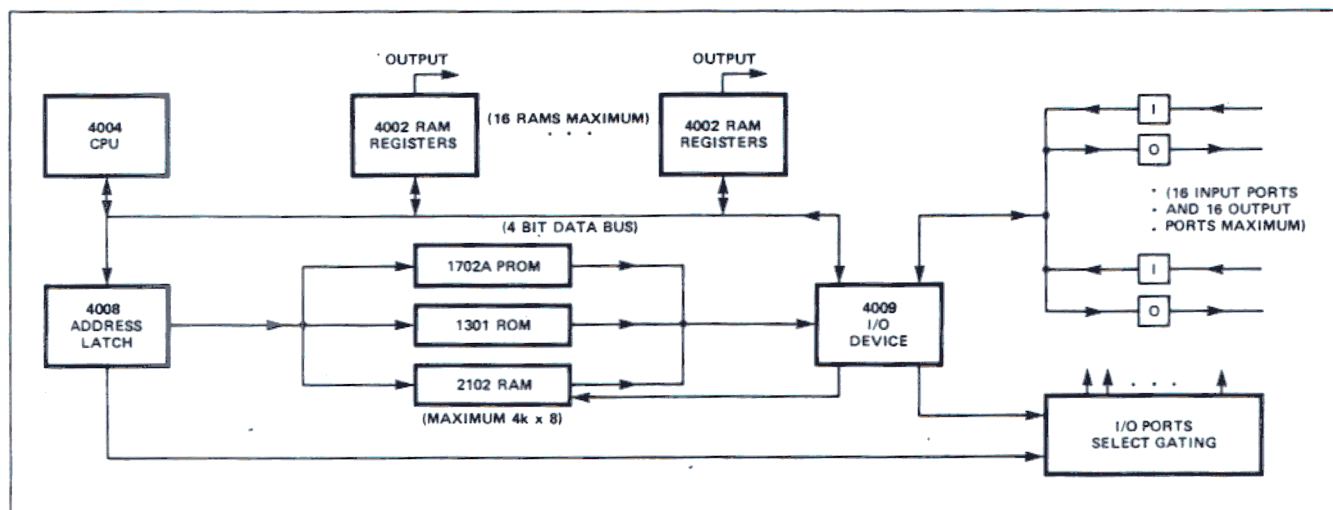 OUTPUT
OUTPUT
4004
CPU
4002 RAM
REGISTERS
(16 RAMS MAXIMUM)
. . .
4002 RAM
REGISTERS
I
O
. (16 INPUT PORTS
. AND 16 OUTPUT
. PORTS MAXIMUM)
I
O
(4 BIT DATA BUS)
1702A PROM
4008
ADDRESS
LATCH
1301 ROM
4009
I/O
DEVICE
2102 RAM
(MAXIMUM 4k x 8)
. . .
I/O PORTS
SELECT GATING